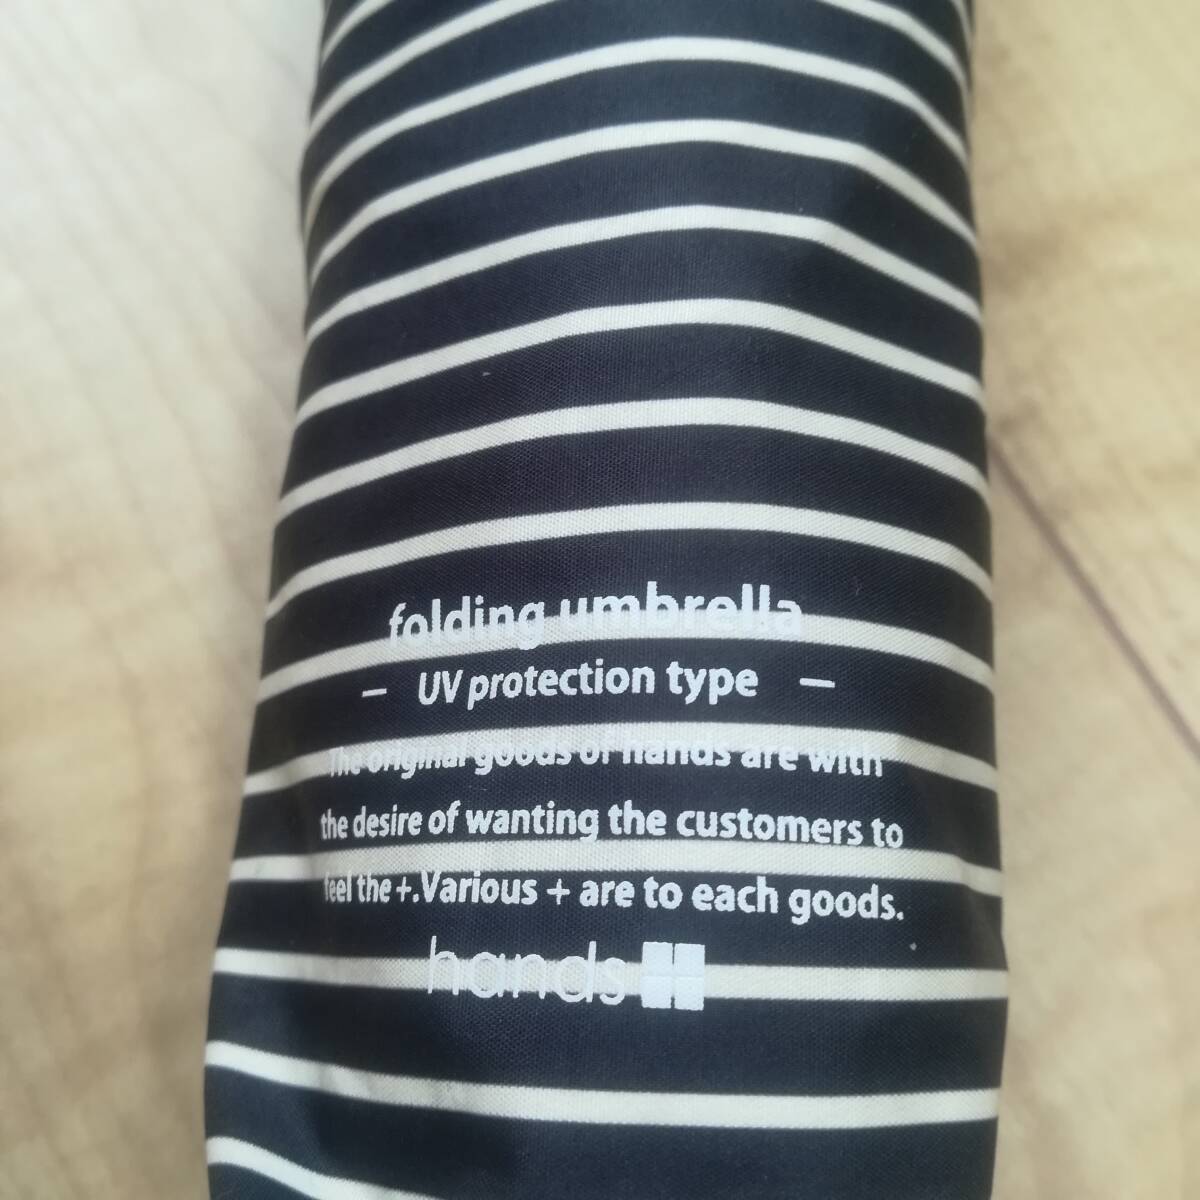 folding umbrella
— UV protection type —
The original goods of hands are with
the desire of wanting the customers to
feel the +.Various + are to each goods.
hands